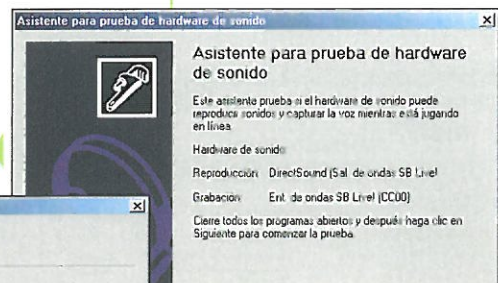 Asistente para prueba de hardware de sonido
Asistente para prueba de hardware
de sonido
Este asistente prueba si el hardware de sonido puede
reproducir sonidos y capturar la voz mientras está jugando
en línea.
Hardware de sonido:
Reproducción: DirectSound (Sal. de ondas SB Live!
Grabación: Ent. de ondas SB Live! [CC00)
Cierre todos los programas abiertos y después haga clic en
Siguiente para comenzar la prueba.